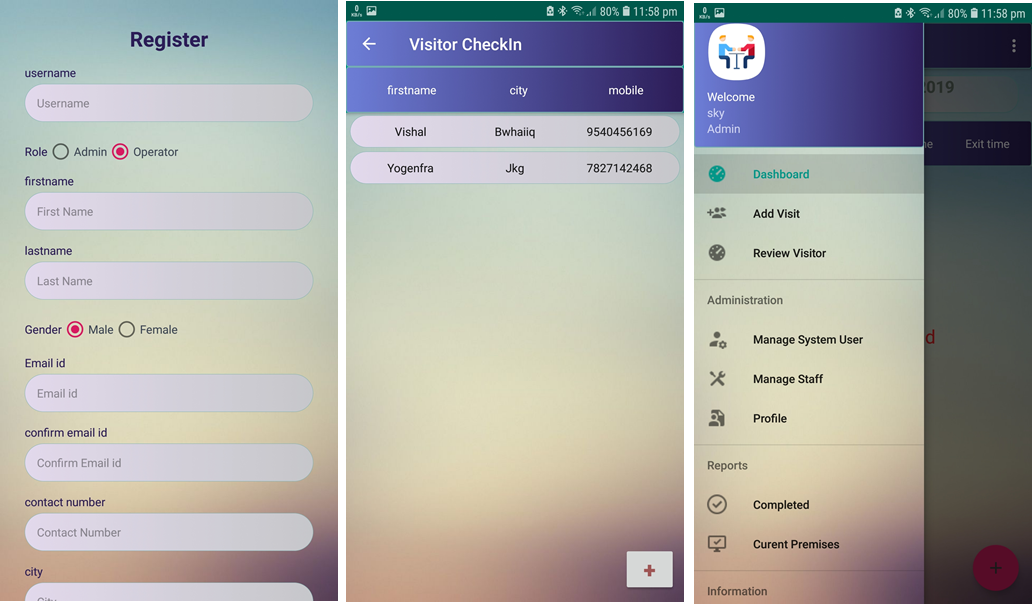 Register
username
Username
Role Admin Operator
firstname
First Name
lastname
Last Name
Gender Male Female
Email id
Email id
confirm email id
Confirm Email id
contact number
Contact Number
city
City
0 KB/s 80% 11:58 pm
Visitor CheckIn
firstname city mobile
Vishal Bwhaiiq 9540456169
Yogenfra Jkg 7827142468
+
0 KB/s 80% 11:58 pm
Welcome
sky
Admin
2019
ne Exit time
Dashboard
Add Visit
Review Visitor
Administration
Manage System User
d
Manage Staff
Profile
Reports
Completed
Curent Premises
+
Information